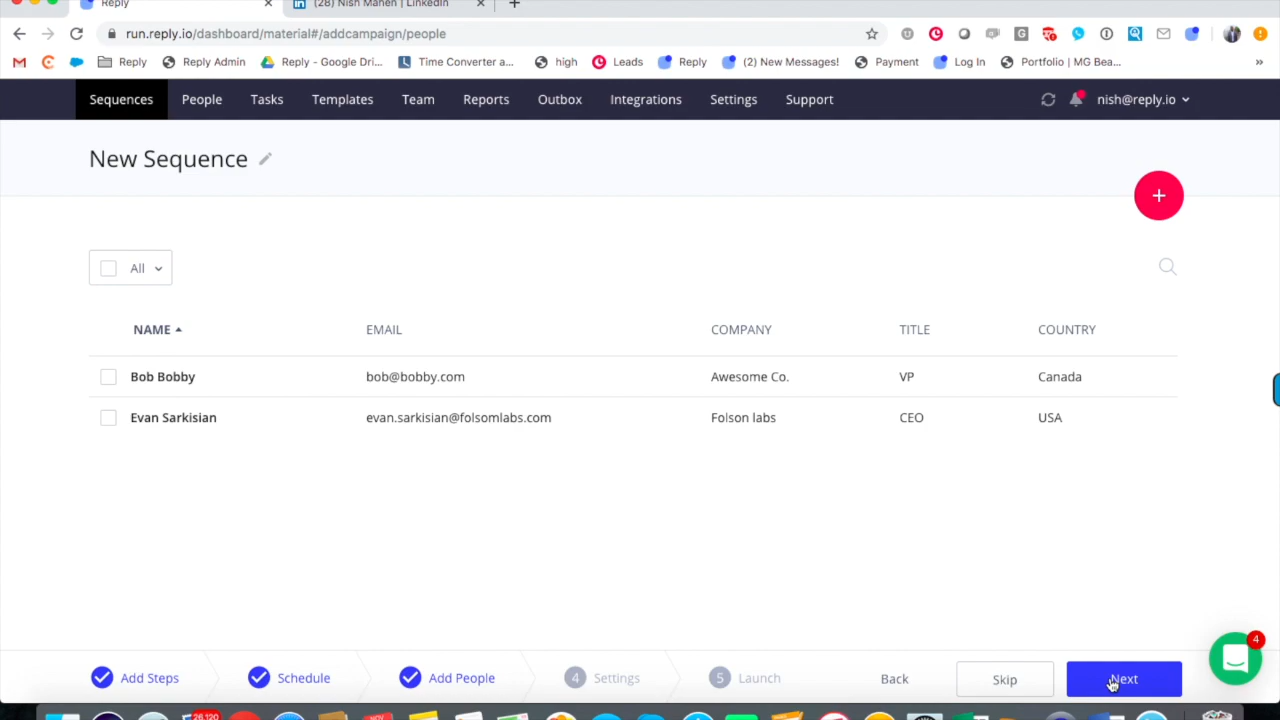 Reply
(28) Nish Maheh | LinkedIn
run.reply.io/dashboard/material#/addcampaign/people
Reply
Reply Admin
Reply - Google Dri...
Time Converter a...
high
Leads
Reply
(2) New Messages!
Payment
Log In
Portfolio | MG Bea...
»
Sequences
People
Tasks
Templates
Team
Reports
Outbox
Integrations
Settings
Support
nish@reply.io
New Sequence
+
All
NAME
EMAIL
COMPANY
TITLE
COUNTRY
Bob Bobby
bob@bobby.com
Awesome Co.
VP
Canada
Evan Sarkisian
evan.sarkisian@folsomlabs.com
Folson labs
CEO
USA
4
Add Steps
Schedule
Add People
4 Settings
5 Launch
Back
Skip
Next
26,120
NOV